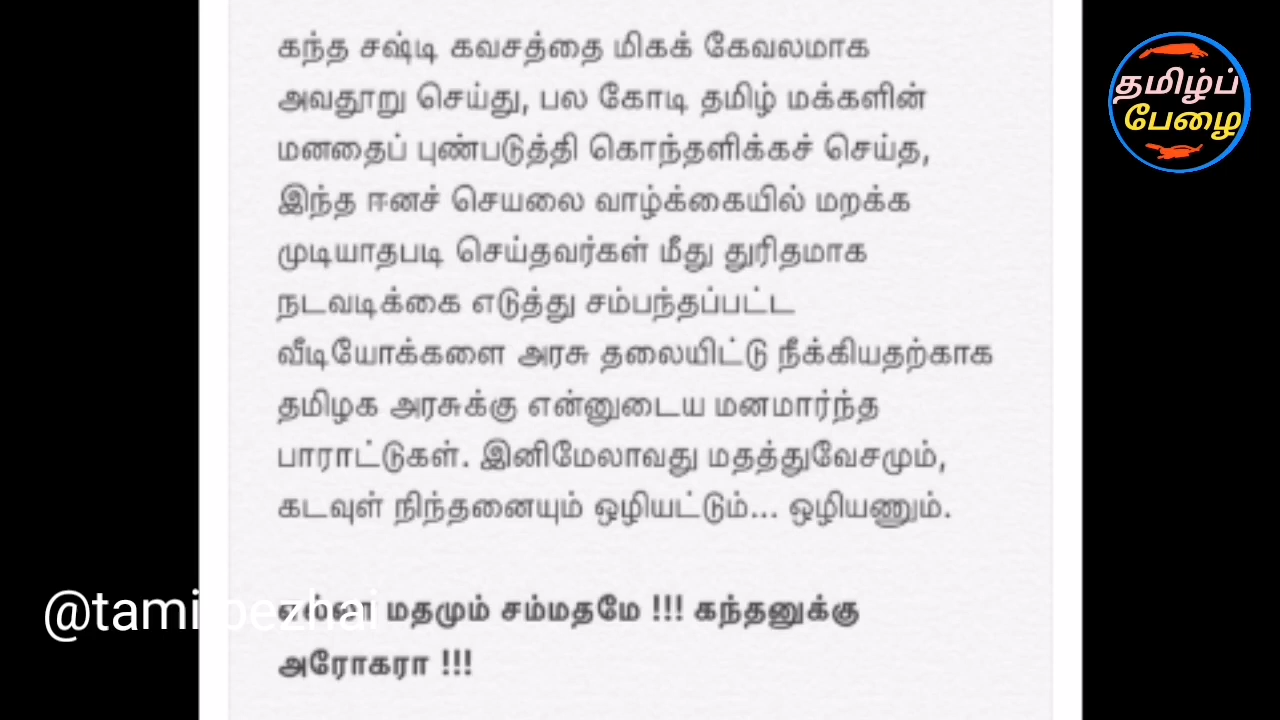 கந்த சஷ்டி கவசத்தை மிகக் கேவலமாக
அவதூறு செய்து, பல கோடி தமிழ் மக்களின்
மனதைப் புண்படுத்தி கொந்தளிக்கச் செய்த,
இந்த ஈனச் செயலை வாழ்க்கையில் மறக்க
முடியாதபடி செய்தவர்கள் மீது துரிதமாக
நடவடிக்கை எடுத்து சம்பந்தப்பட்ட
வீடியோக்களை அரசு தலையிட்டு நீக்கியதற்காக
தமிழக அரசுக்கு என்னுடைய மனமார்ந்த
பாராட்டுகள். இனிமேலாவது மதத்துவேசமும்,
கடவுள் நிந்தனையும் ஒழியட்டும்... ஒழியணும்.
மதமும் சம்மதமே !!! கந்தனுக்கு
அரோகரா !!!
@tamilpezhai
தமிழ்ப்
பேழை